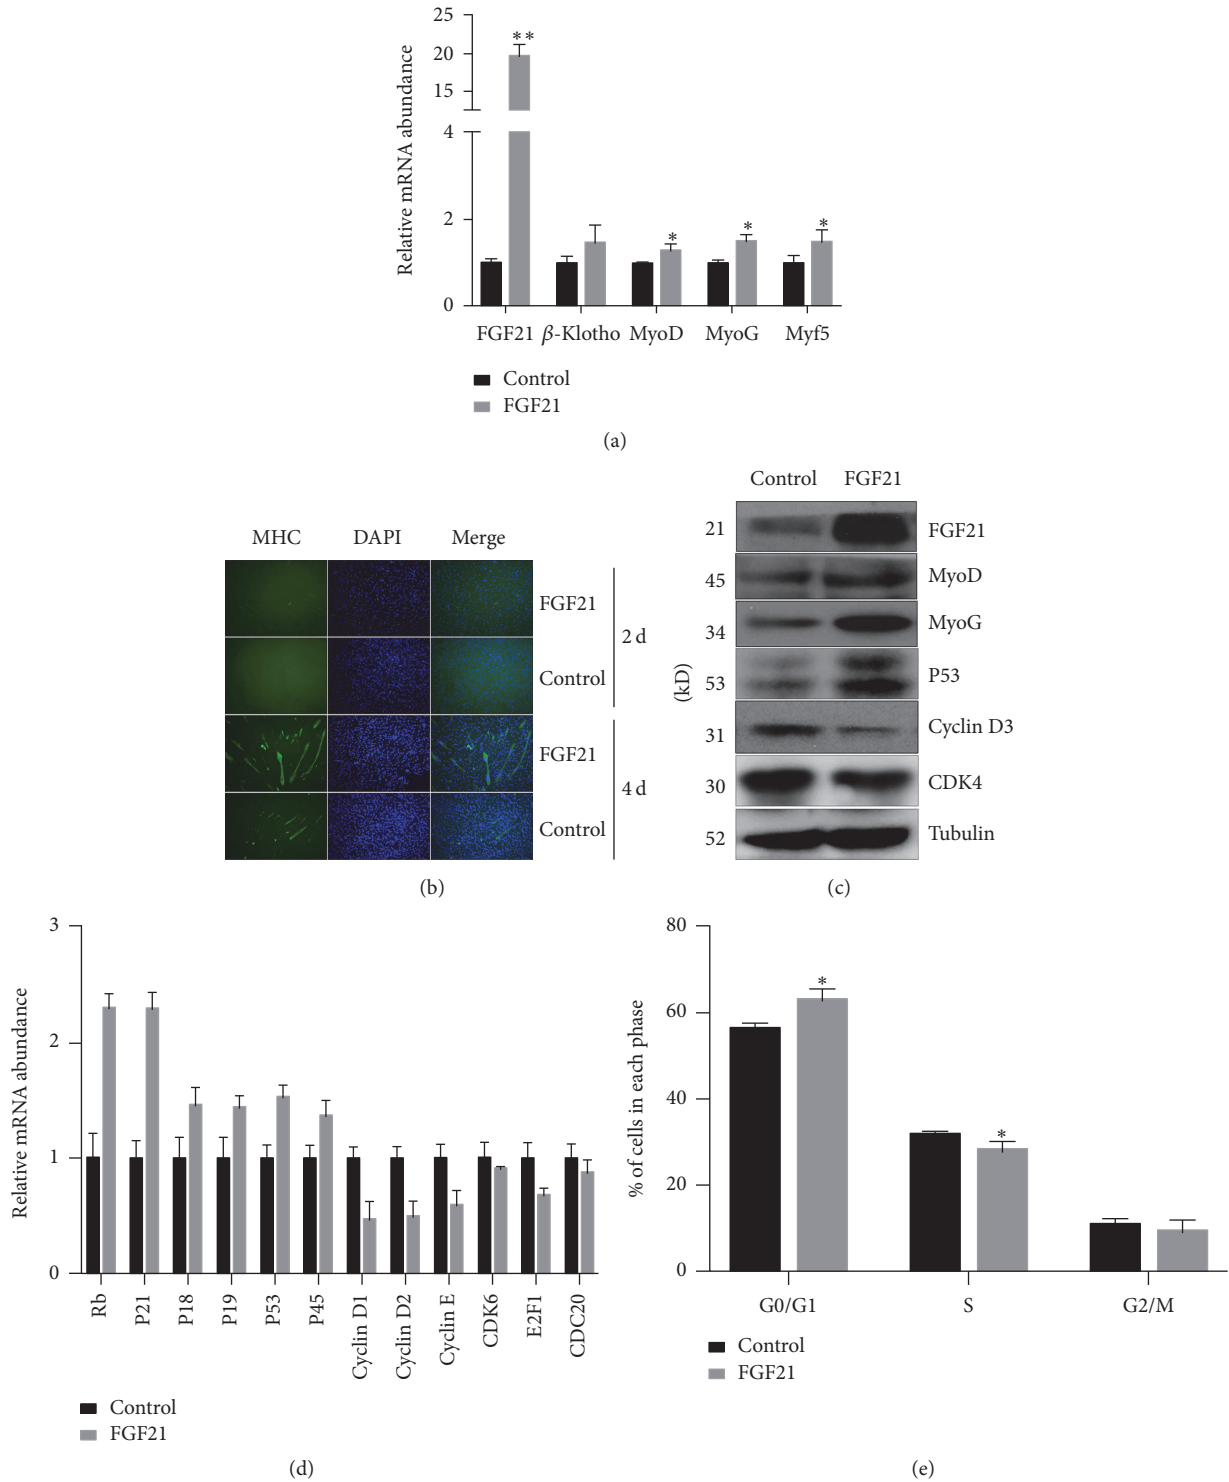 25
**
20
15
4
2
0
Relative mRNA abundance
*
*
*
FGF21 β-Klotho MyoD MyoG Myf5
Control
FGF21
(a)
MHC DAPI Merge
FGF21
2 d
Control
FGF21
4 d
Control
(b)
Control FGF21
21 FGF21
45 MyoD
34 MyoG
53 P53
31 Cyclin D3
30 CDK4
52 Tubulin
(kD)
(c)
3
2
1
0
Relative mRNA abundance
Rb
P21
P18
P19
P53
P45
Cyclin D1
Cyclin D2
Cyclin E
CDK6
E2F1
CDC20
Control
FGF21
(d)
80
60
40
20
0
% of cells in each phase
*
*
G0/G1 S G2/M
Control
FGF21
(e)